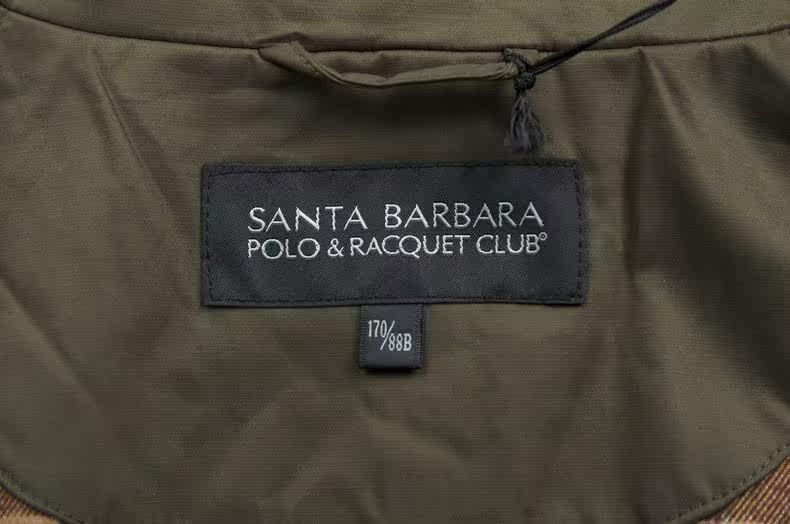 SANTA BARBARA
POLO & RACQUET CLUB®
170/88B